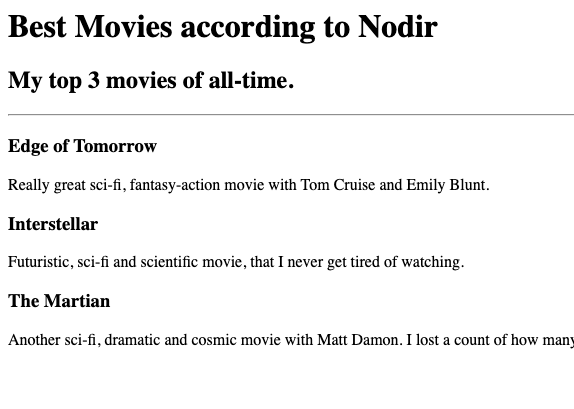 Best Movies according to Nodir
My top 3 movies of all-time.
Edge of Tomorrow
Really great sci-fi, fantasy-action movie with Tom Cruise and Emily Blunt.
Interstellar
Futuristic, sci-fi and scientific movie, that I never get tired of watching.
The Martian
Another sci-fi, dramatic and cosmic movie with Matt Damon. I lost a count of how many